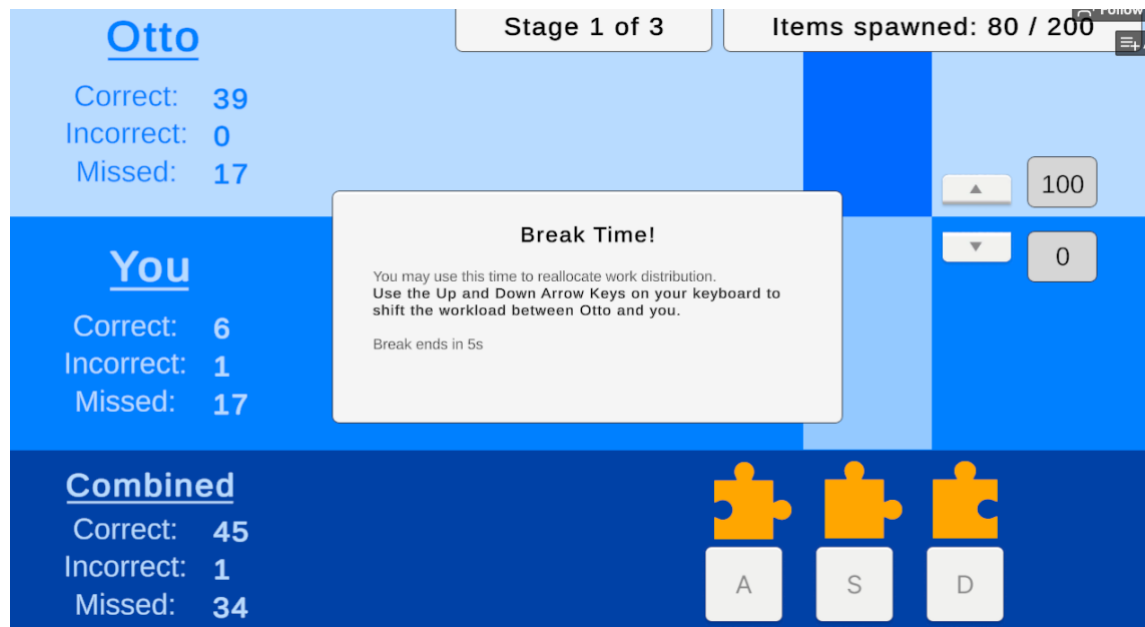 Otto
Correct: 39
Incorrect: 0
Missed: 17
Stage 1 of 3
Items spawned: 80 / 200
Follow
100
0
You
Correct: 6
Incorrect: 1
Missed: 17
Break Time!
You may use this time to reallocate work distribution.
Use the Up and Down Arrow Keys on your keyboard to
shift the workload between Otto and you.
Break ends in 5s
Combined
Correct: 45
Incorrect: 1
Missed: 34
A
S
D